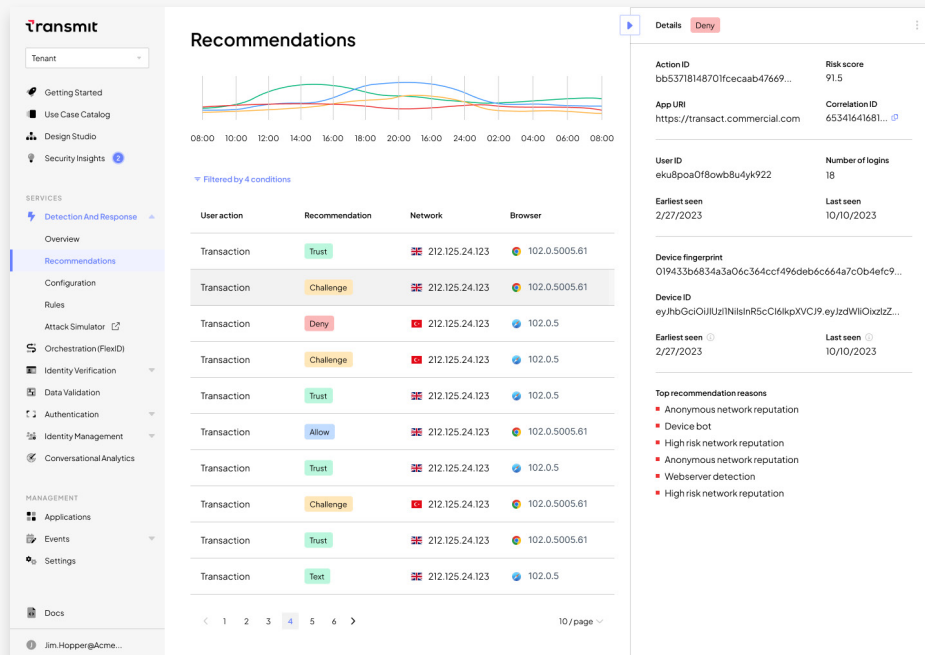 Transmit
Tenant
Getting Started
Use Case Catalog
Design Studio
Security Insights 2
SERVICES
Detection And Response
Overview
Recommendations
Configuration
Rules
Attack Simulator
Orchestration (FlexID)
Identity Verification
Data Validation
Authentication
Identity Management
Conversational Analytics
MANAGEMENT
Applications
Events
Settings
Docs
Jim.Hopper@Acme...
Recommendations
08:00 10:00 12:00 14:00 16:00 18:00 20:00 16:00 24:00 02:00 04:00 06:00 08:00
Filtered by 4 conditions
User action Recommendation Network Browser
Transaction Trust 212.125.24.123 102.0.5005.61
Transaction Challenge 212.125.24.123 102.0.5005.61
Transaction Deny 212.125.24.123 102.0.5
Transaction Challenge 212.125.24.123 102.0.5
Transaction Trust 212.125.24.123 102.0.5
Transaction Allow 212.125.24.123 102.0.5005.61
Transaction Trust 212.125.24.123 102.0.5
Transaction Challenge 212.125.24.123 102.0.5005.61
Transaction Trust 212.125.24.123 102.0.5005.61
Transaction Text 212.125.24.123 102.0.5
1 2 3 4 5 6
10 / page
Details Deny
Action ID Risk score
bb53718148701fcecaab47669... 91.5
App URI Correlation ID
https://transact.commercial.com 65341641681...
User ID Number of logins
eku8poa0f8owb8u4yk922 18
Earliest seen Last seen
2/27/2023 10/10/2023
Device fingerprint
019433b6834a3a06c364ccf496deb6c664a7c0b4efc9...
Device ID
Earliest seen Last seen
2/27/2023 10/10/2023
Top recommendation reasons
Anonymous network reputation
Device bot
High risk network reputation
Anonymous network reputation
Webserver detection
High risk network reputation